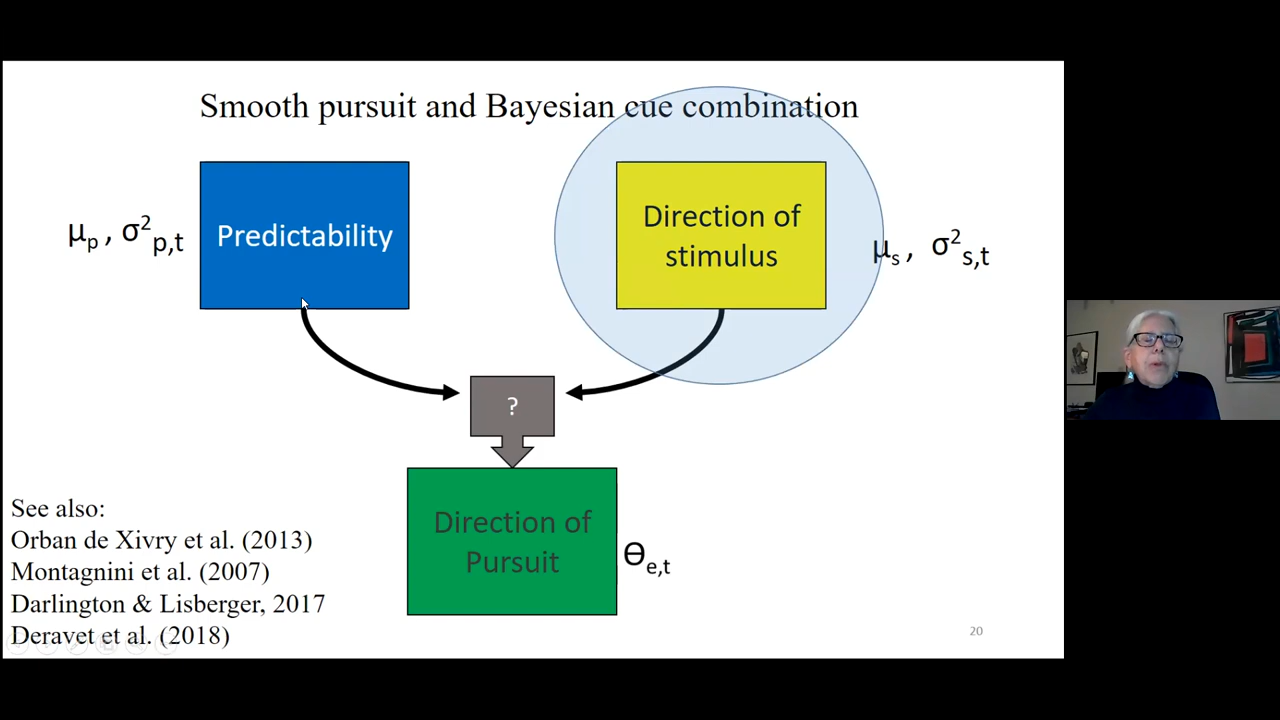 Smooth pursuit and Bayesian cue combination
μp , σ²p,t
Predictability
Direction of
stimulus
μs , σ²s,t
?
Direction of
Pursuit
Ɵe,t
See also:
Orban de Xivry et al. (2013)
Montagnini et al. (2007)
Darlington & Lisberger, 2017
Deravet et al. (2018)
20